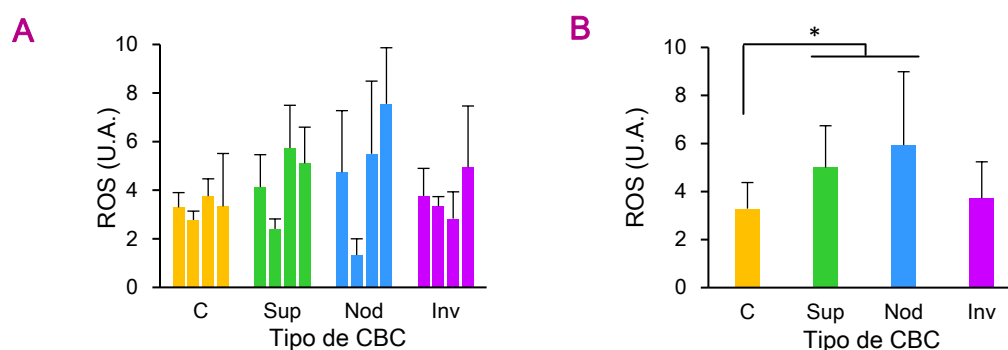 A
ROS (U.A.)
10
8
6
4
2
0
C Sup Nod Inv
Tipo de CBC
B
ROS (U.A.)
10
8
6
4
2
0
*
C Sup Nod Inv
Tipo de CBC